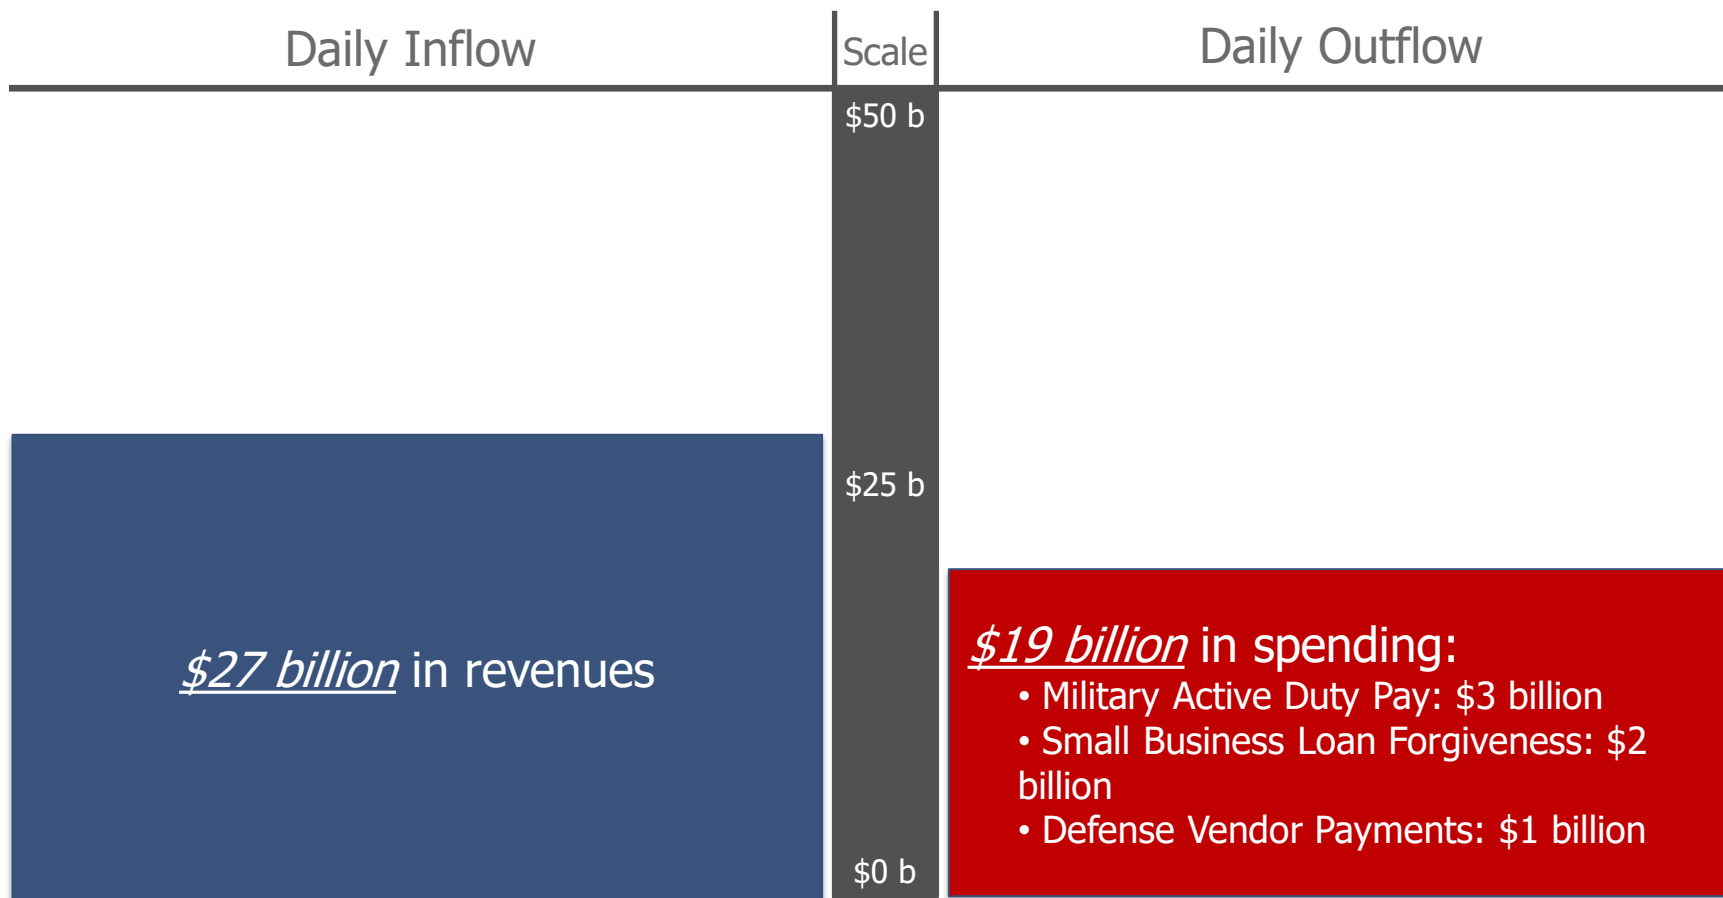 Daily Inflow
Scale
Daily Outflow
$50 b
$25 b
$0 b
$27 billion in revenues
$19 billion in spending:
• Military Active Duty Pay: $3 billion
• Small Business Loan Forgiveness: $2
billion
• Defense Vendor Payments: $1 billion